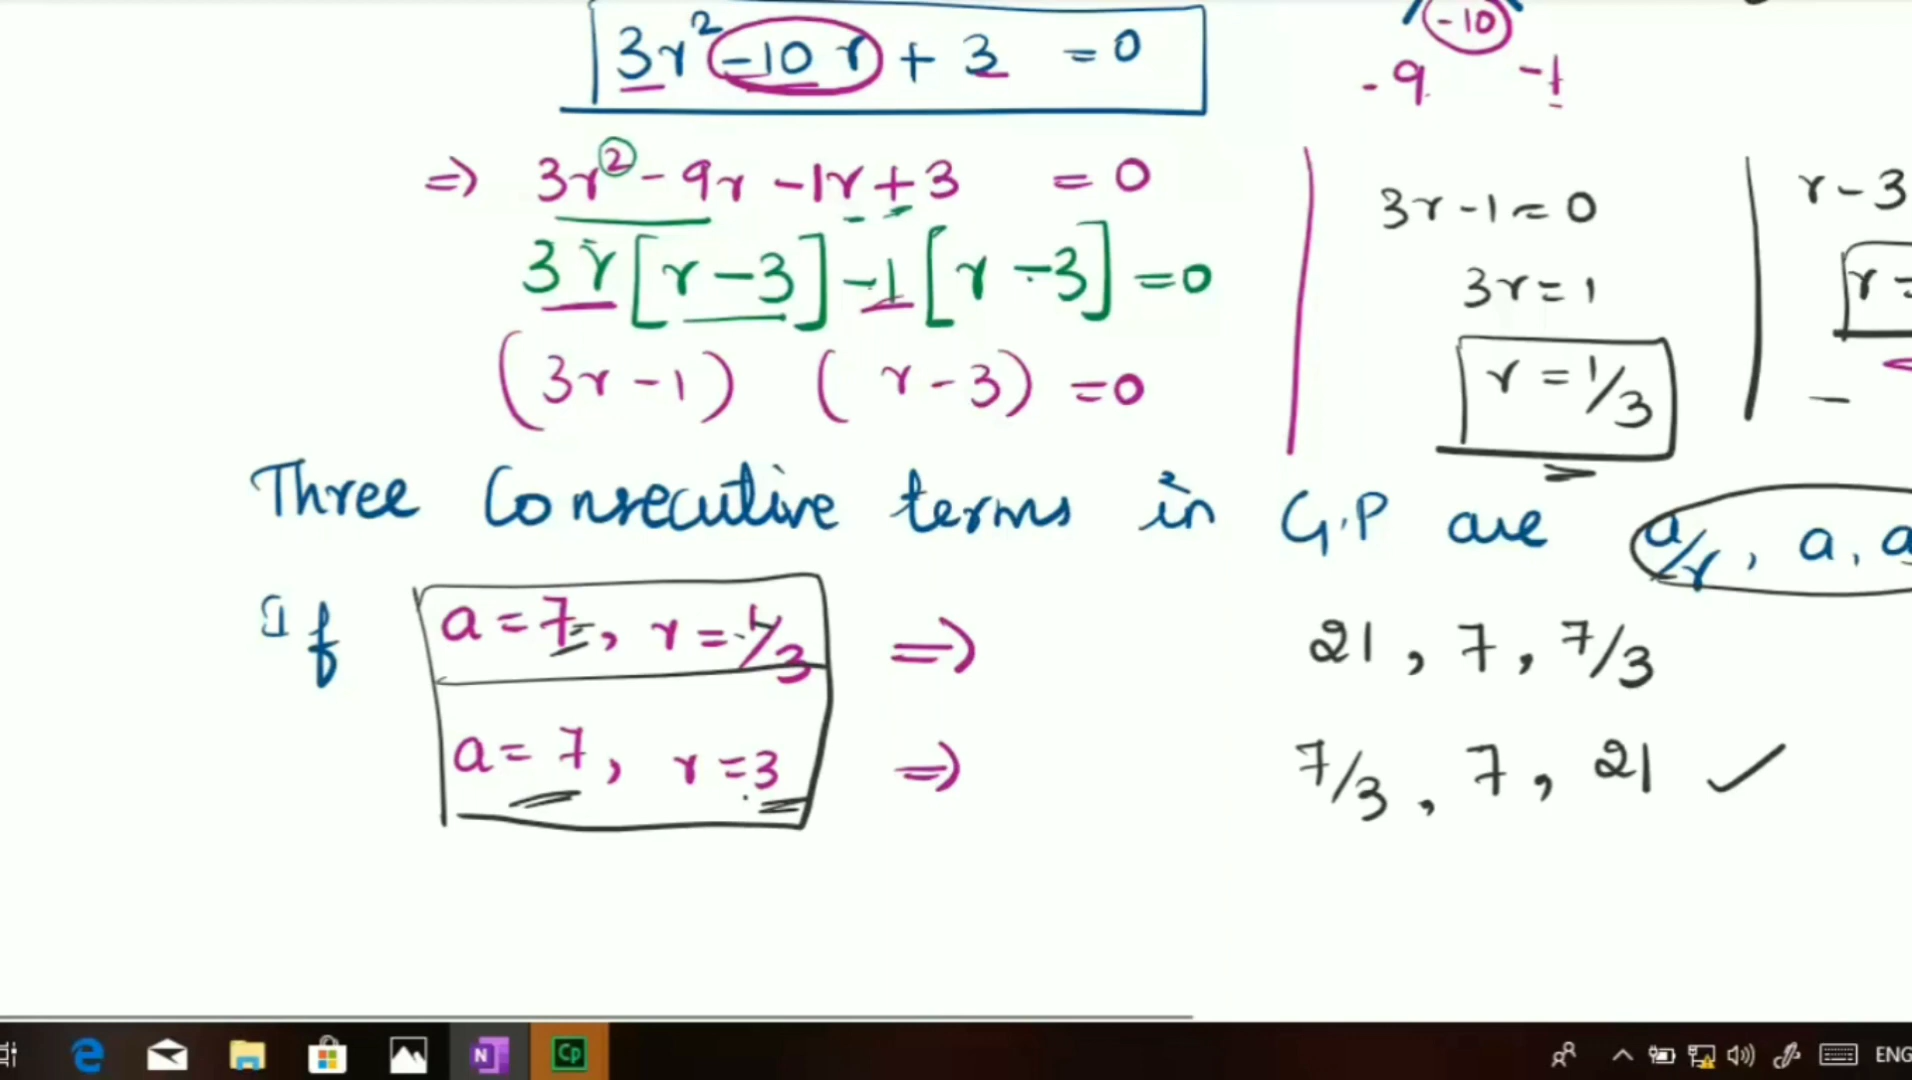 3r² -10 r + 3 = 0
-10
-9 -1
=> 3r² - 9r - 1r + 3 = 0
3r [r - 3] - 1 [r - 3] = 0
(3r - 1) (r - 3) = 0
3r - 1 = 0
3r = 1
r = 1/3
r - 3
r =
Three Consecutive terms in G.P are a/r, a, a
If a = 7, r = 1/3 => 21, 7, 7/3
a = 7, r = 3 => 7/3, 7, 21 ✓
N Cp ENG